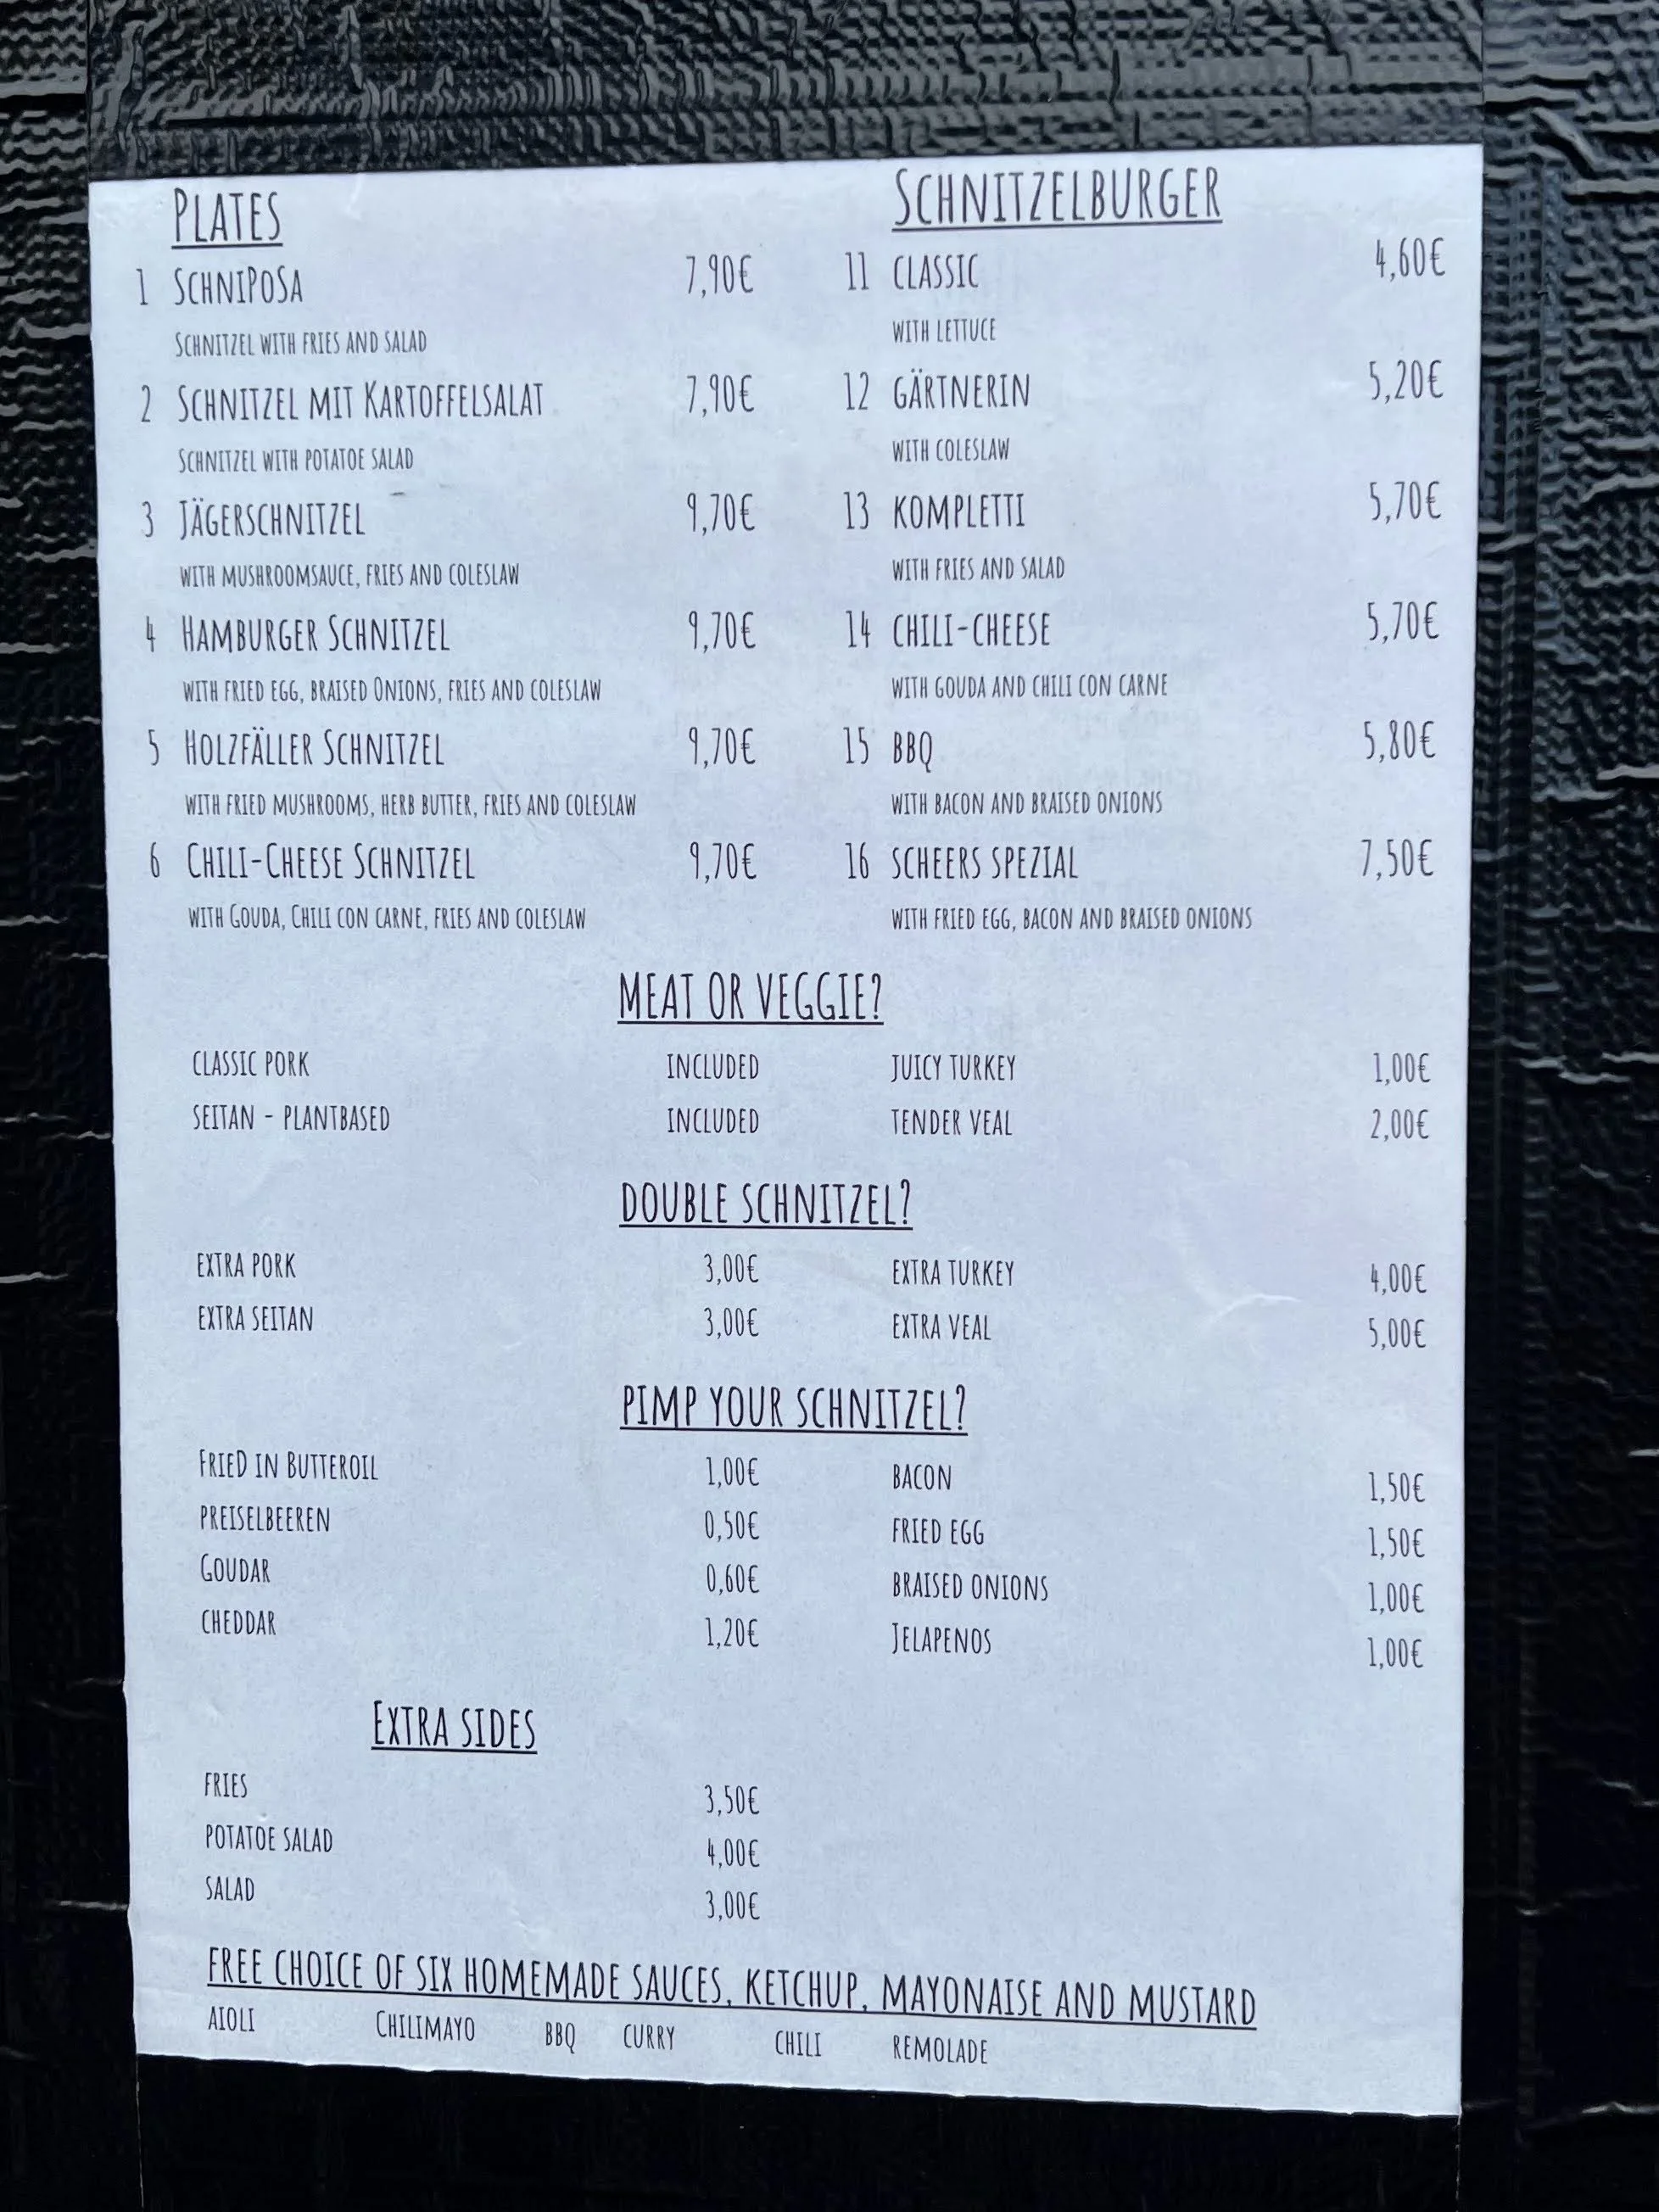 PLATES
1 SCHNIPOSA 7,90€
SCHNITZEL WITH FRIES AND SALAD
2 SCHNITZEL MIT KARTOFFELSALAT 7,90€
SCHNITZEL WITH POTATOE SALAD
3 JÄGERSCHNITZEL 9,70€
WITH MUSHROOMSAUCE, FRIES AND COLESLAW
4 HAMBURGER SCHNITZEL 9,70€
WITH FRIED EGG, BRAISED ONIONS, FRIES AND COLESLAW
5 HOLZFÄLLER SCHNITZEL 9,70€
WITH FRIED MUSHROOMS, HERB BUTTER, FRIES AND COLESLAW
6 CHILI-CHEESE SCHNITZEL 9,70€
WITH GOUDA, CHILI CON CARNE, FRIES AND COLESLAW
SCHNITZELBURGER
11 CLASSIC 4,60€
WITH LETTUCE
12 GÄRTNERIN 5,20€
WITH COLESLAW
13 KOMPLETTI 5,70€
WITH FRIES AND SALAD
14 CHILI-CHEESE 5,70€
WITH GOUDA AND CHILI CON CARNE
15 BBQ 5,80€
WITH BACON AND BRAISED ONIONS
16 SCHEERS SPEZIAL 7,50€
WITH FRIED EGG, BACON AND BRAISED ONIONS
MEAT OR VEGGIE?
CLASSIC PORK INCLUDED JUICY TURKEY 1,00€
SEITAN - PLANTBASED INCLUDED TENDER VEAL 2,00€
DOUBLE SCHNITZEL?
EXTRA PORK 3,00€ EXTRA TURKEY 4,00€
EXTRA SEITAN 3,00€ EXTRA VEAL 5,00€
PIMP YOUR SCHNITZEL?
FRIED IN BUTTEROIL 1,00€ BACON 1,50€
PREISELBEEREN 0,50€ FRIED EGG 1,50€
GOUDAR 0,60€ BRAISED ONIONS 1,00€
CHEDDAR 1,20€ JELAPENOS 1,00€
EXTRA SIDES
FRIES 3,50€
POTATOE SALAD 4,00€
SALAD 3,00€
FREE CHOICE OF SIX HOMEMADE SAUCES, KETCHUP, MAYONAISE AND MUSTARD
AIOLI CHILIMAYO BBQ CURRY CHILI REMOLADE